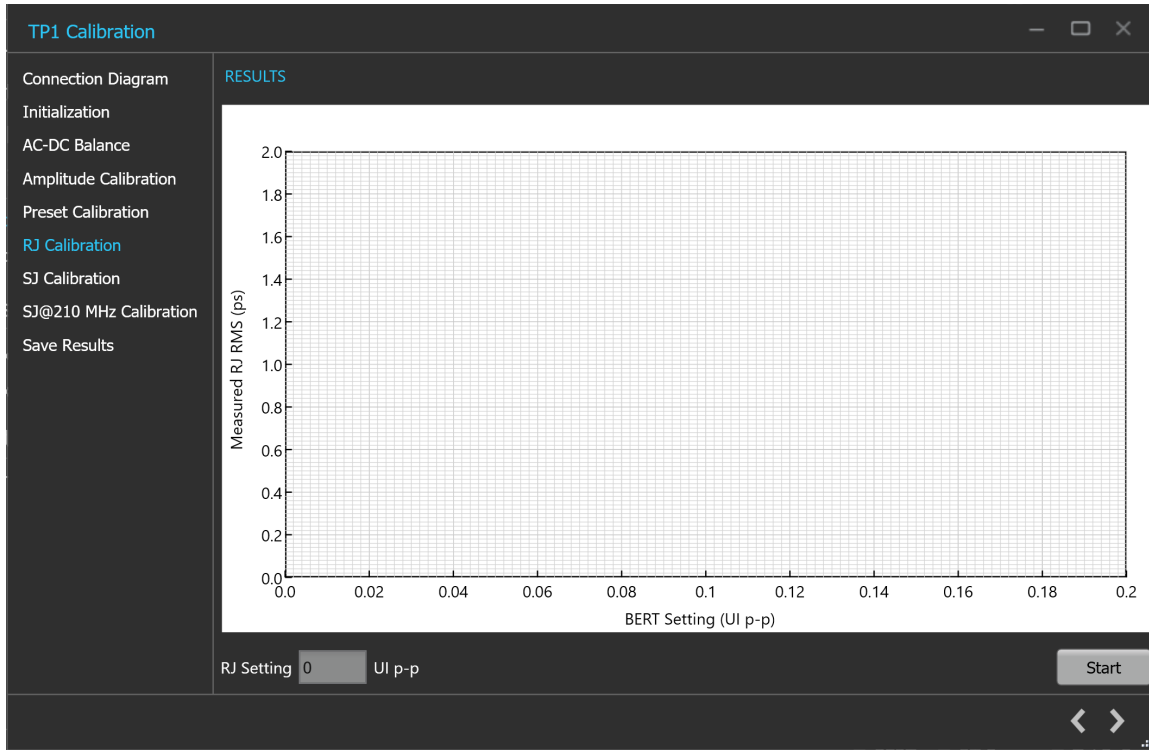 TP1 Calibration
Connection Diagram
Initialization
AC-DC Balance
Amplitude Calibration
Preset Calibration
RJ Calibration
SJ Calibration
SJ@210 MHz Calibration
Save Results
RESULTS
Measured RJ RMS (ps)
2.0
1.8
1.6
1.4
1.2
1.0
0.8
0.6
0.4
0.2
0.0
0.0 0.02 0.04 0.06 0.08 0.1 0.12 0.14 0.16 0.18 0.2
BERT Setting (UI p-p)
RJ Setting 0 UI p-p
Start